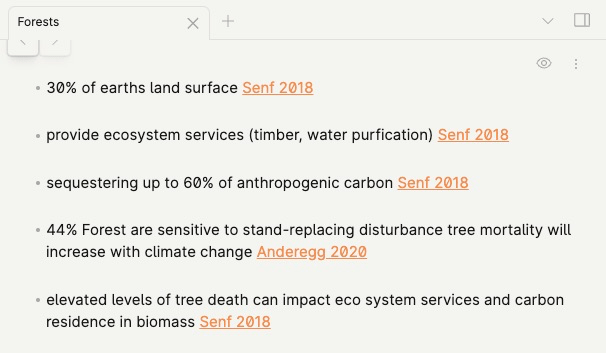 Forests
30% of earths land surface Senf 2018
provide ecosystem services (timber, water purfication) Senf 2018
sequestering up to 60% of anthropogenic carbon Senf 2018
44% Forest are sensitive to stand-replacing disturbance tree mortality will
increase with climate change Anderegg 2020
elevated levels of tree death can impact eco system services and carbon
residence in biomass Senf 2018